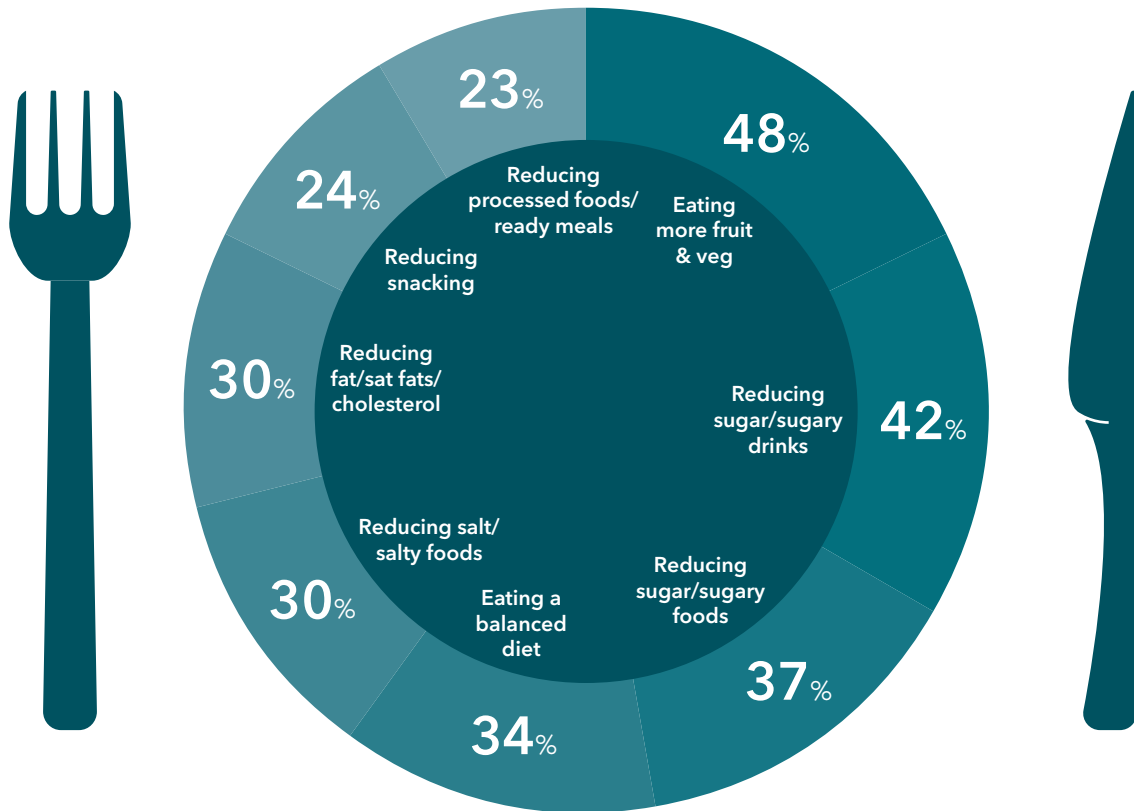 48%
Eating
more fruit
& veg
42%
Reducing
sugar/sugary
drinks
37%
Reducing
sugar/sugary
foods
34%
Eating a
balanced
diet
30%
Reducing salt/
salty foods
30%
Reducing
fat/sat fats/
cholesterol
24%
Reducing
snacking
23%
Reducing
processed foods/
ready meals